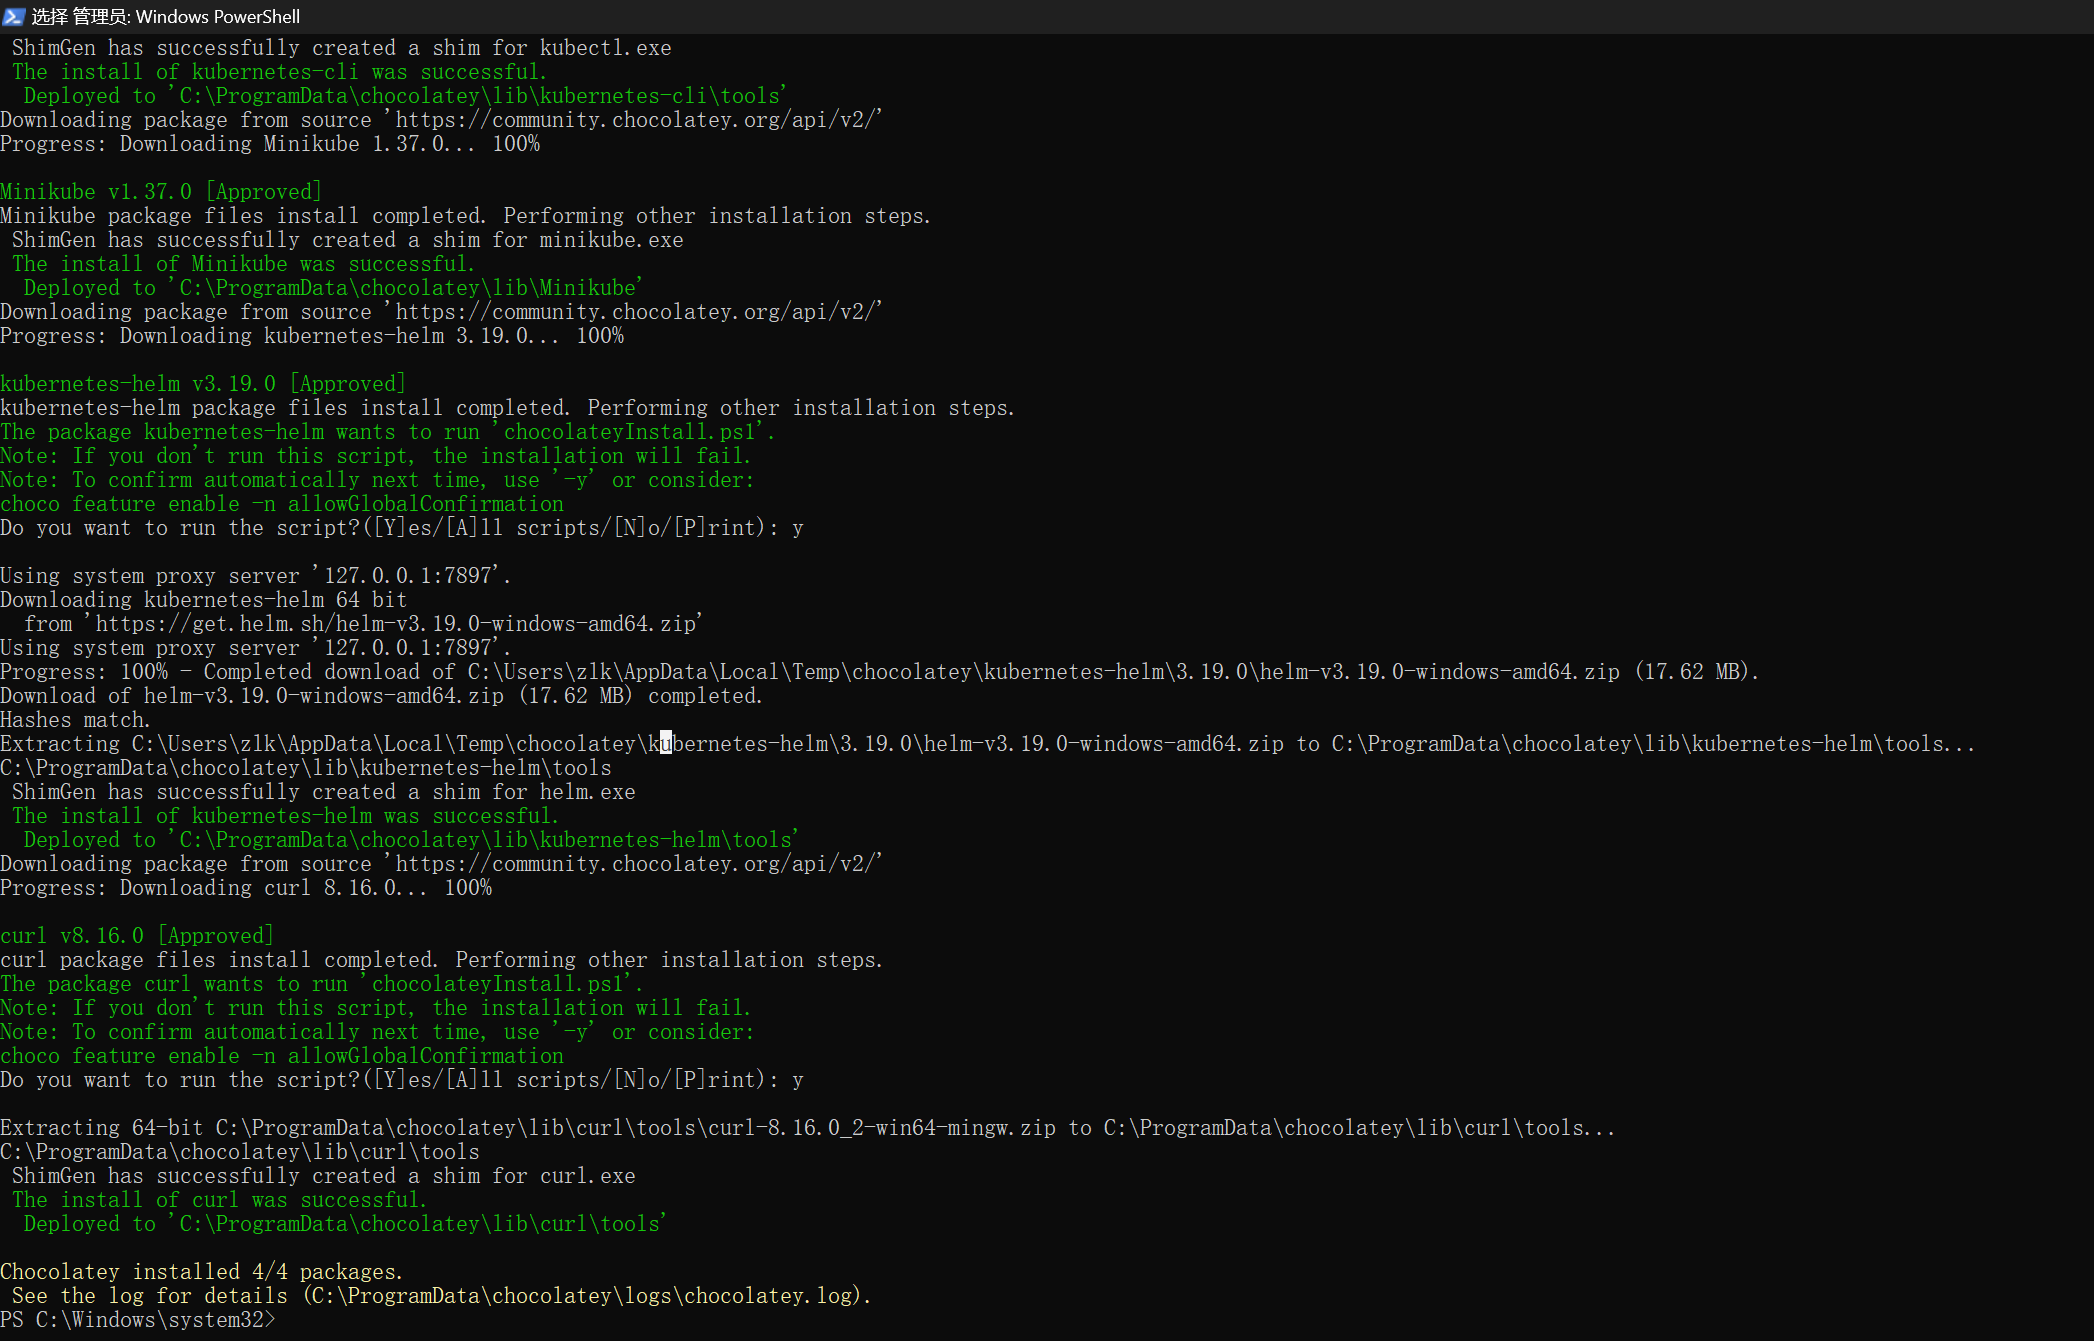 选择 管理员: Windows PowerShell
ShimGen has successfully created a shim for kubectl.exe
The install of kubernetes-cli was successful.
Deployed to 'C:\ProgramData\chocolatey\lib\kubernetes-cli\tools'
Downloading package from source 'https://community.chocolatey.org/api/v2/'
Progress: Downloading Minikube 1.37.0... 100%
Minikube v1.37.0 [Approved]
Minikube package files install completed. Performing other installation steps.
ShimGen has successfully created a shim for minikube.exe
The install of Minikube was successful.
Deployed to 'C:\ProgramData\chocolatey\lib\Minikube'
Downloading package from source 'https://community.chocolatey.org/api/v2/'
Progress: Downloading kubernetes-helm 3.19.0... 100%
kubernetes-helm v3.19.0 [Approved]
kubernetes-helm package files install completed. Performing other installation steps.
The package kubernetes-helm wants to run 'chocolateyInstall.ps1'.
Note: If you don't run this script, the installation will fail.
Note: To confirm automatically next time, use '-y' or consider:
choco feature enable -n allowGlobalConfirmation
Do you want to run the script?([Y]es/[A]ll scripts/[N]o/[P]rint): y
Using system proxy server '127.0.0.1:7897'.
Downloading kubernetes-helm 64 bit
from 'https://get.helm.sh/helm-v3.19.0-windows-amd64.zip'
Using system proxy server '127.0.0.1:7897'.
Progress: 100% - Completed download of C:\Users\zlk\AppData\Local\Temp\chocolatey\kubernetes-helm\3.19.0\helm-v3.19.0-windows-amd64.zip (17.62 MB).
Download of helm-v3.19.0-windows-amd64.zip (17.62 MB) completed.
Hashes match.
Extracting C:\Users\zlk\AppData\Local\Temp\chocolatey\kubernetes-helm\3.19.0\helm-v3.19.0-windows-amd64.zip to C:\ProgramData\chocolatey\lib\kubernetes-helm\tools...
C:\ProgramData\chocolatey\lib\kubernetes-helm\tools
ShimGen has successfully created a shim for helm.exe
The install of kubernetes-helm was successful.
Deployed to 'C:\ProgramData\chocolatey\lib\kubernetes-helm\tools'
Downloading package from source 'https://community.chocolatey.org/api/v2/'
Progress: Downloading curl 8.16.0... 100%
curl v8.16.0 [Approved]
curl package files install completed. Performing other installation steps.
The package curl wants to run 'chocolateyInstall.ps1'.
Note: If you don't run this script, the installation will fail.
Note: To confirm automatically next time, use '-y' or consider:
choco feature enable -n allowGlobalConfirmation
Do you want to run the script?([Y]es/[A]ll scripts/[N]o/[P]rint): y
Extracting 64-bit C:\ProgramData\chocolatey\lib\curl\tools\curl-8.16.0_2-win64-mingw.zip to C:\ProgramData\chocolatey\lib\curl\tools...
C:\ProgramData\chocolatey\lib\curl\tools
ShimGen has successfully created a shim for curl.exe
The install of curl was successful.
Deployed to 'C:\ProgramData\chocolatey\lib\curl\tools'
Chocolatey installed 4/4 packages.
See the log for details (C:\ProgramData\chocolatey\logs\chocolatey.log).
PS C:\Windows\system32>